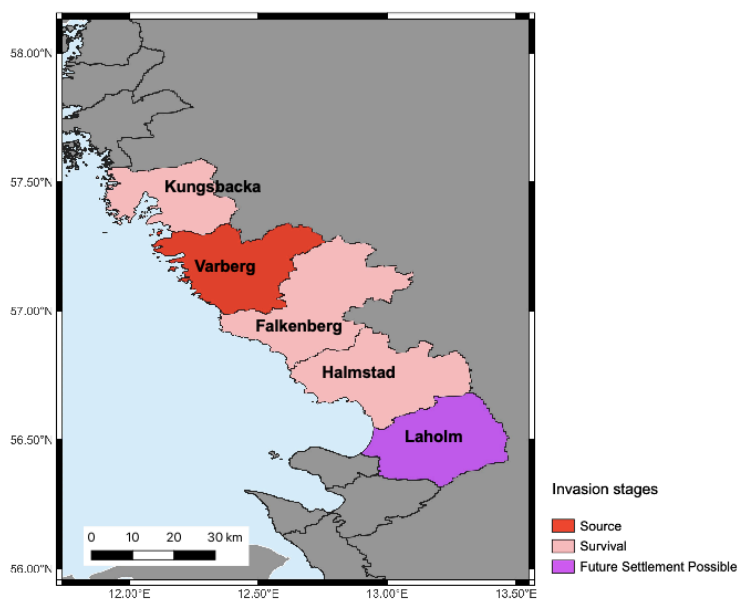 58.00°N
57.50°N
Kungsbacka
Varberg
57.00°N
Falkenberg
Halmstad
56.50°N
Laholm
Invasion stages
0 10 20 30 km
Source
Survival
56.00°N
Future Settlement Possible
12.00°E 12.50°E 13.00°E 13.50°E